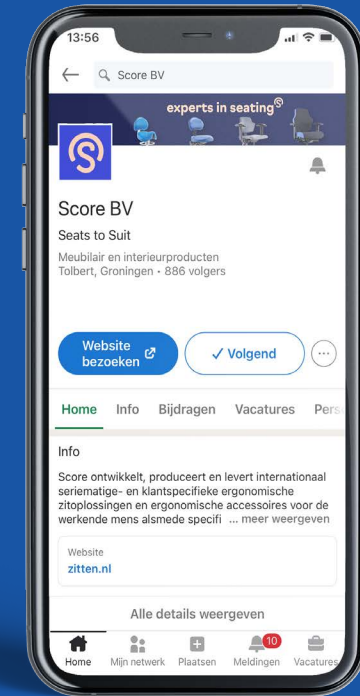 13:56
Score BV
experts in seating
Score BV
Seats to Suit
Meubilair en interieurproducten
Tolbert, Groningen • 886 volgers
Website
bezoeken
✓ Volgend
Home Info Bijdragen Vacatures Pers
Info
Score ontwikkelt, produceert en levert internationaal
seriematige- en klantspecifieke ergonomische
zitoplossingen en ergonomische accessoires voor de
werkende mens alsmede specifi ... meer weergeven
Website
zitten.nl
Alle details weergeven
10
Home Mijn netwerk Plaatsen Meldingen Vacatures